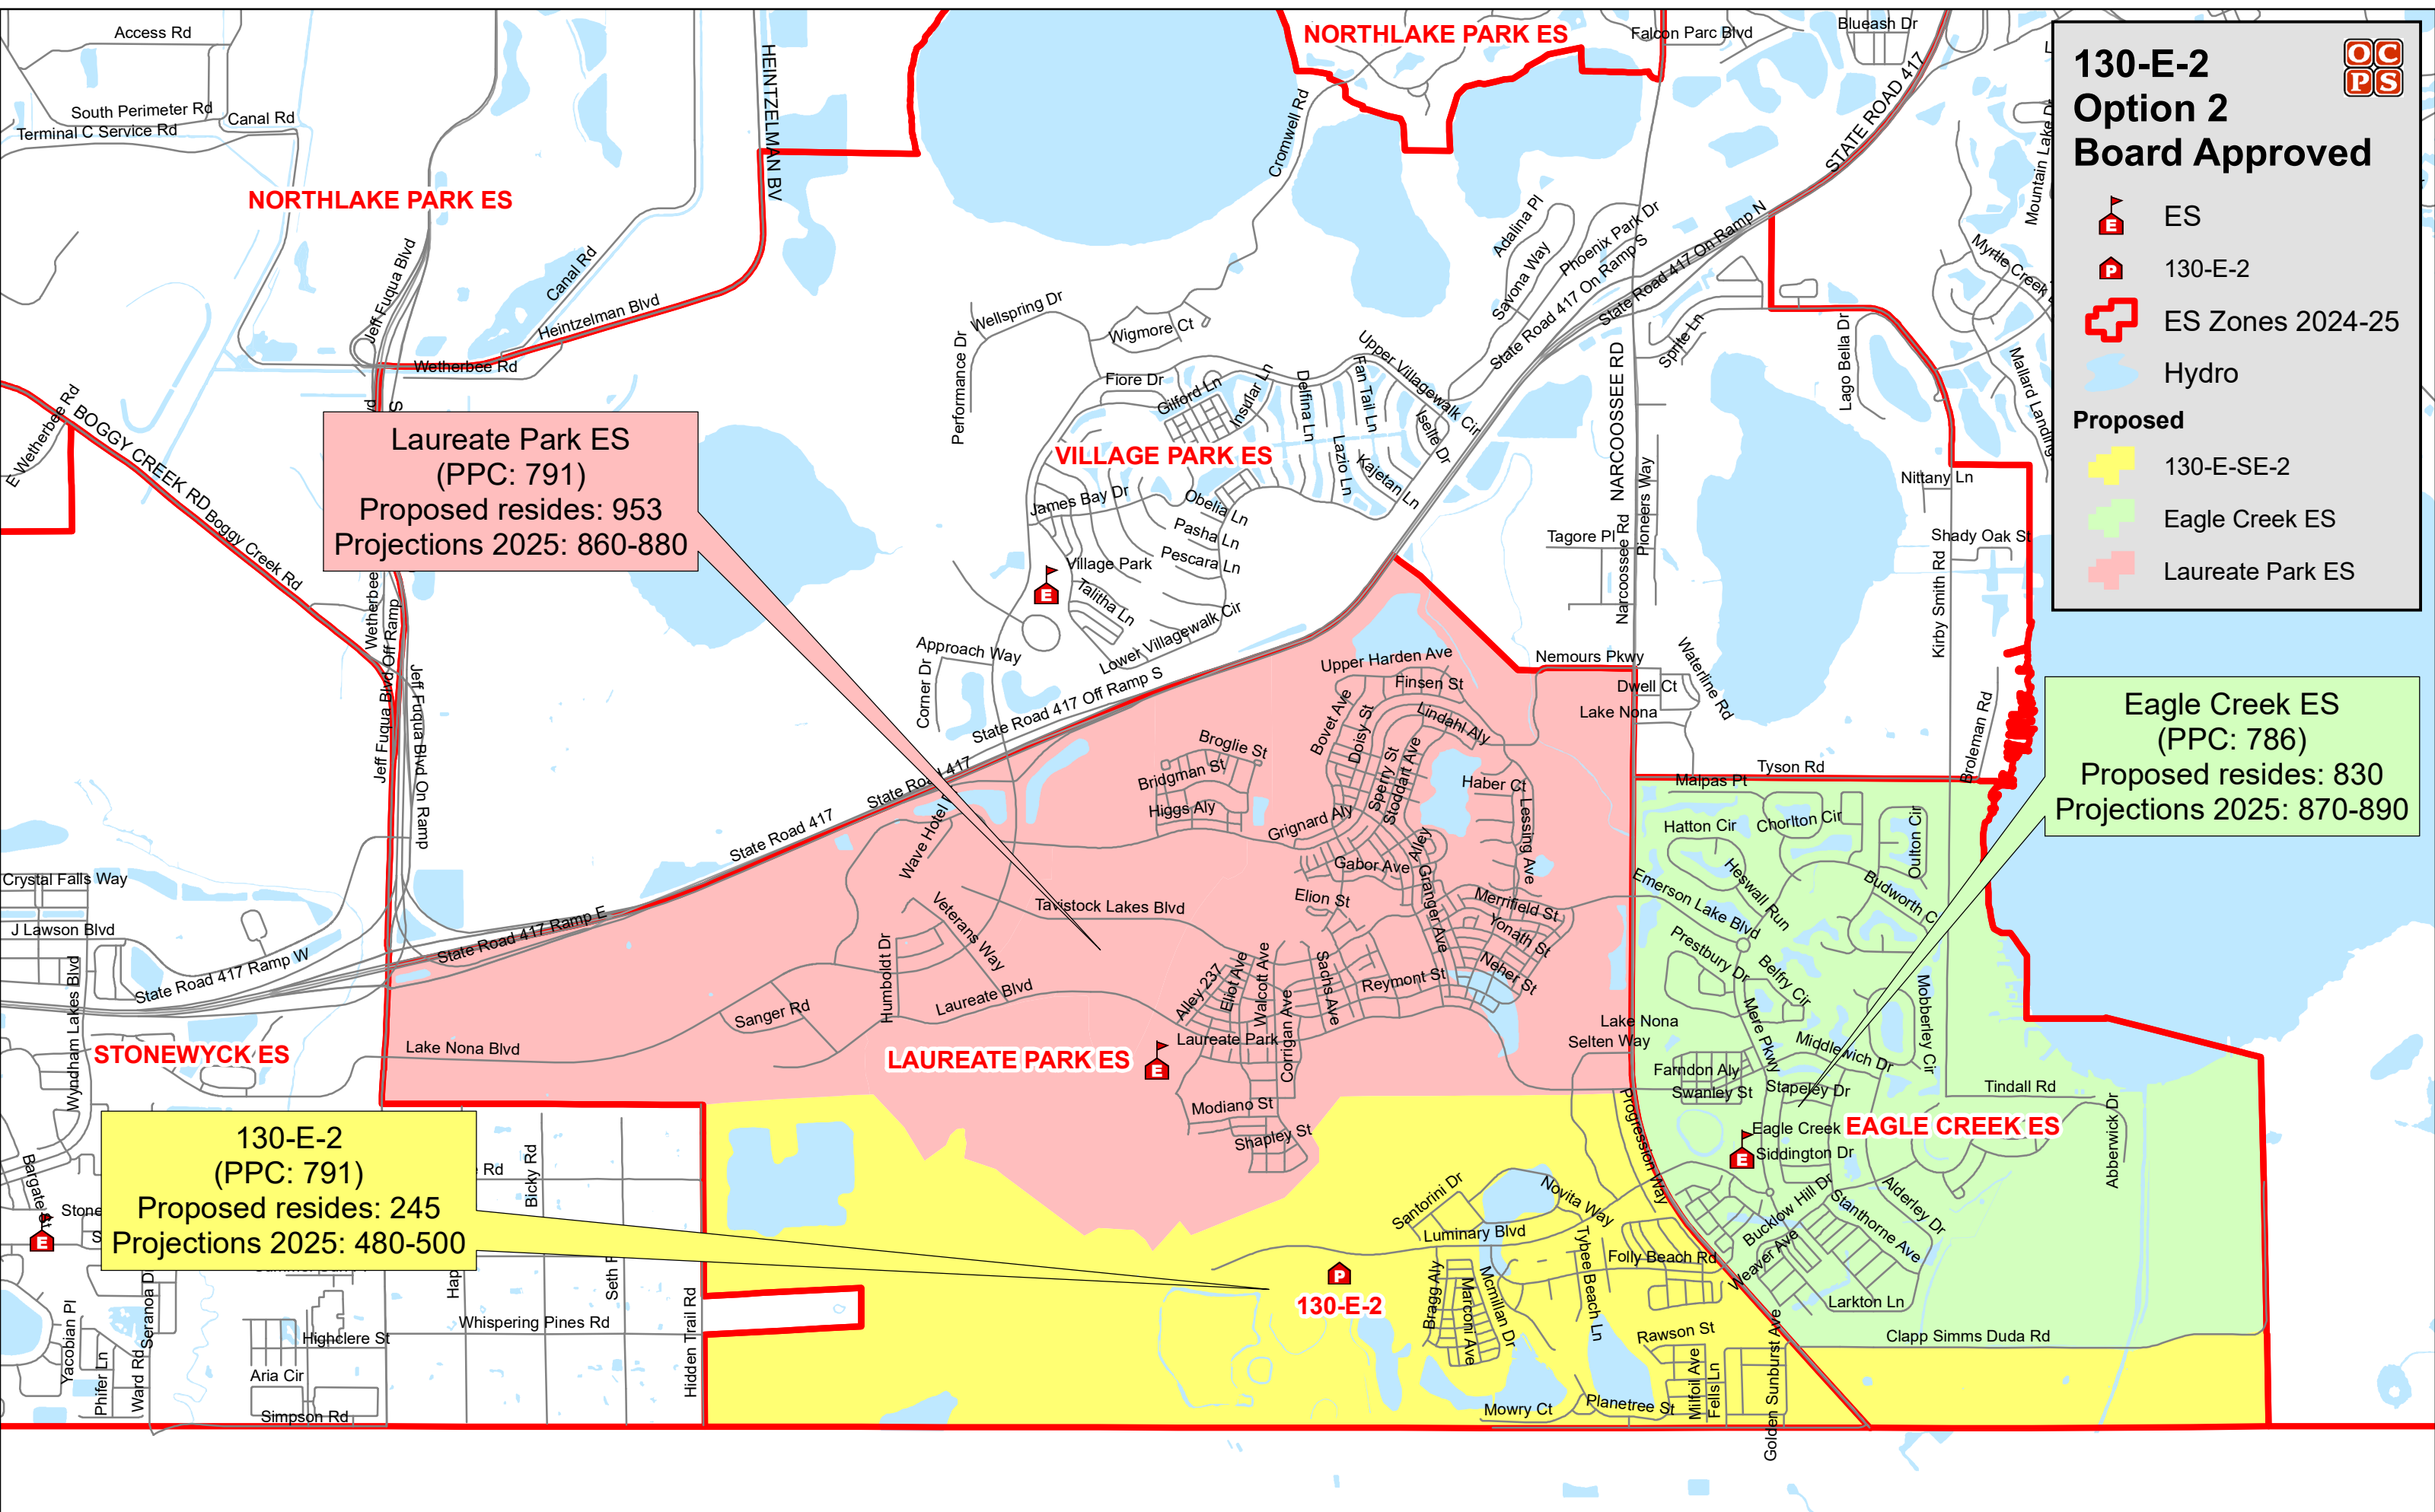 130-E-2
Option 2
Board Approved
OC
PS
ES
130-E-2
ES Zones 2024-25
Hydro
Proposed
130-E-SE-2
Eagle Creek ES
Laureate Park ES
Laureate Park ES
(PPC: 791)
Proposed resides: 953
Projections 2025: 860-880
Eagle Creek ES
(PPC: 786)
Proposed resides: 830
Projections 2025: 870-890
130-E-2
(PPC: 791)
Proposed resides: 245
Projections 2025: 480-500
NORTHLAKE PARK ES
NORTHLAKE PARK ES
VILLAGE PARK ES
STONEWYCK ES
LAUREATE PARK ES
EAGLE CREEK ES
130-E-2
Access Rd
South Perimeter Rd
Terminal C Service Rd
Canal Rd
HEINTZELMAN BV
Jeff Fuqua Blvd
Canal Rd
Heintzelman Blvd
Wetherbee Rd
E Wetherbee Rd
BOGGY CREEK RD
Boggy Creek Rd
Wetherbee
Jeff Fuqua Blvd Off Ramp
Jeff Fuqua Blvd On Ramp
Falcon Parc Blvd
Blueash Dr
STATE ROAD 417
Cromwell Rd
Adalina Pl
Savona Way
Phoenix Park Dr
State Road 417 On Ramp S
State Road 417 On Ramp N
Mountain Lake Dr
Myrtle Creek
Mallard Landing
Lago Bella Dr
Sprite Ln
NARCOOSSEE RD
Narcoossee Rd
Pioneers Way
Tagore Pl
Nittany Ln
Shady Oak St
Kirby Smith Rd
Broleman Rd
Wellspring Dr
Performance Dr
Wigmore Ct
Fiore Dr
Gilford Ln
Insular Ln
Delfina Ln
Fan Tail Ln
Upper Villagewalk Cir
Iselle Dr
Lazio Ln
Kajetan Ln
James Bay Dr
Obelia Ln
Pasha Ln
Pescara Ln
Village Park
Talitha Ln
Lower Villagewalk Cir
Approach Way
Corner Dr
State Road 417 Off Ramp S
State Road 417
State Road 417
State Road 417 Ramp E
State Road 417 Ramp W
Crystal Falls Way
J Lawson Blvd
Wyndham Lakes Blvd
Nemours Pkwy
Dwell Ct
Waterline Rd
Lake Nona
Tyson Rd
Malpas Pt
Upper Harden Ave
Finsen St
Bovet Ave
Doisy St
Lindahl Aly
Sperry St
Stoddart Ave
Haber Ct
Lessing Ave
Broglie St
Bridgman St
Higgs Aly
Grignard Aly
Alley
Gabor Ave
Granger Ave
Elion St
Merrifield St
Yonath St
Neher St
Reymont St
Sachs Ave
Wave Hotel
Tavistock Lakes Blvd
Veterans Way
Humboldt Dr
Laureate Blvd
Sanger Rd
Lake Nona Blvd
Alley 237
Eliot Ave
Walcott Ave
Corrigan Ave
Laureate Park
Modiano St
Shapley St
Hatton Cir
Chorlton Cir
Oulton Cir
Heswall Run
Budworth C
Emerson Lake Blvd
Prestbury Dr
Belfry Cir
Mere Pkwy
Mobberley Cir
Middlewich Dr
Lake Nona
Selten Way
Farndon Aly
Swanley St
Stapeley Dr
Tindall Rd
Abberwick Dr
Eagle Creek
Siddington Dr
Progression Way
Bucklow Hill Dr
Alderley Dr
Stanthorne Ave
Weaver Ave
Larkton Ln
Clapp Simms Duda Rd
Golden Sunburst Ave
Santorini Dr
Novita Way
Luminary Blvd
Folly Beach Rd
Tybee Beach Ln
Bragg Aly
Marconi Ave
Mcmillan Dr
Rawson St
Milfoil Ave
Fells Ln
Planetree St
Mowry Ct
Bicky Rd
Rd
Whispering Pines Rd
Hidden Trail Rd
Highclere St
Aria Cir
Simpson Rd
Yacobian Pl
Phifer Ln
Ward Rd
Seranoa D
Stone